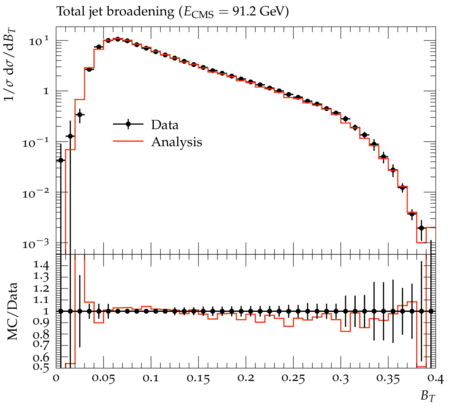 Total jet broadening (E_CMS = 91.2 GeV)
1/σ dσ/dB_T
10^1
1
10^−1
10^−2
10^−3
Data
Analysis
MC/Data
1.4
1.3
1.2
1.1
1
0.9
0.8
0.7
0.6
0.5
0 0.05 0.1 0.15 0.2 0.25 0.3 0.35 0.4
B_T